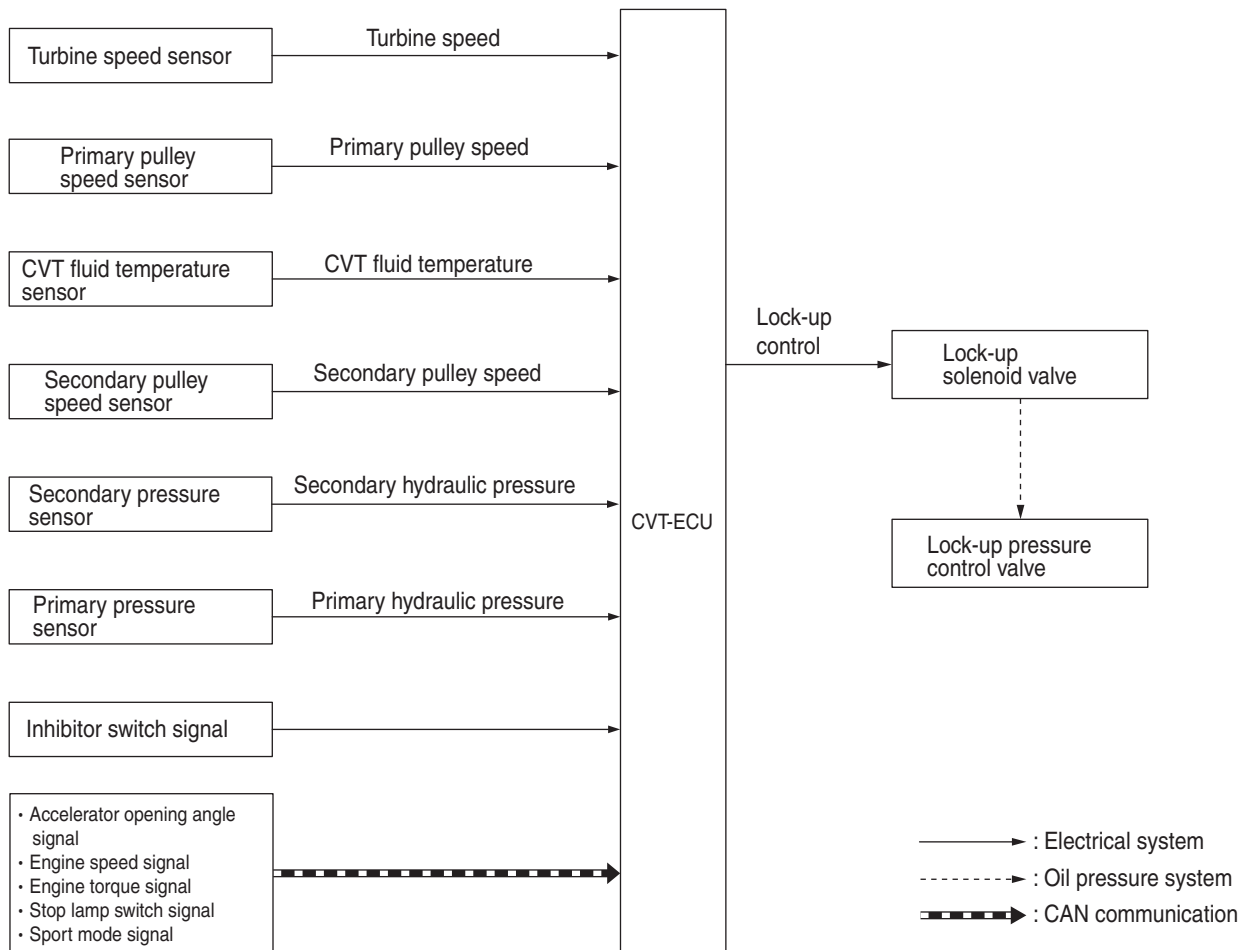 Turbine speed sensor
Turbine speed
Primary pulley
speed sensor
Primary pulley speed
CVT fluid temperature
sensor
CVT fluid temperature
Secondary pulley
speed sensor
Secondary pulley speed
Secondary pressure
sensor
Secondary hydraulic pressure
Primary pressure
sensor
Primary hydraulic pressure
Inhibitor switch signal
• Accelerator opening angle
signal
• Engine speed signal
• Engine torque signal
• Stop lamp switch signal
• Sport mode signal
CVT-ECU
Lock-up
control
Lock-up
solenoid valve
Lock-up pressure
control valve
: Electrical system
: Oil pressure system
: CAN communication